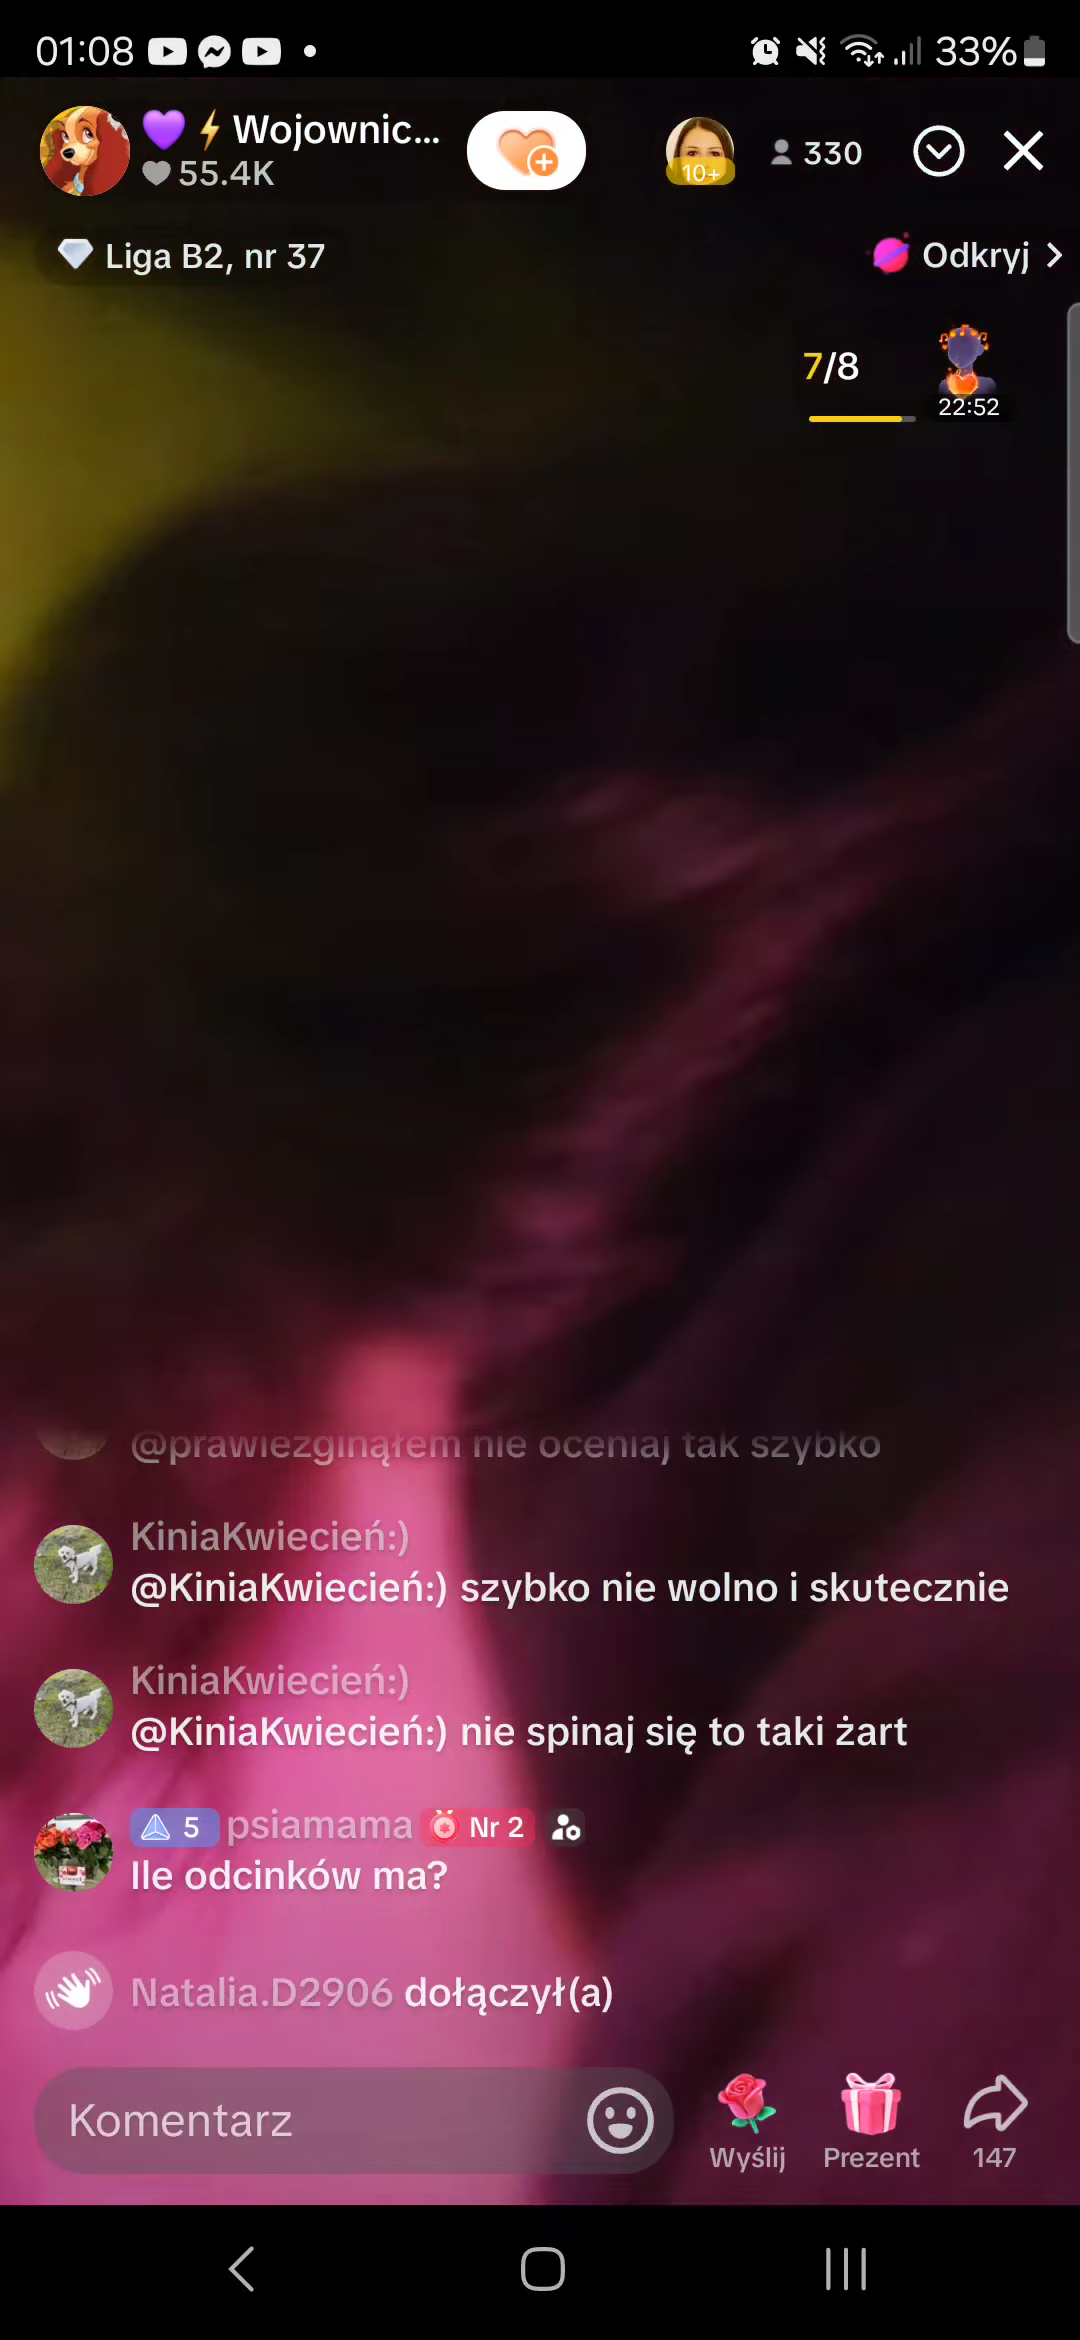 01:08
33%
Wojownic...
55.4K
10+
330
Liga B2, nr 37
Odkryj
7/8
22:52
@prawiezginąłem nie oceniaj tak szybko
KiniaKwiecień:)
@KiniaKwiecień:) szybko nie wolno i skutecznie
KiniaKwiecień:)
@KiniaKwiecień:) nie spinaj się to taki żart
5 psiamama Nr 2
Ile odcinków ma?
Natalia.D2906 dołączył(a)
Komentarz
Wyślij
Prezent
147